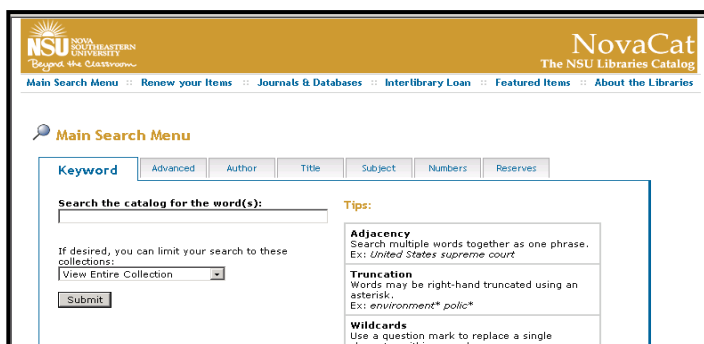 NSU NOVA SOUTHEASTERN UNIVERSITY
Beyond the Classroom
NovaCat
The NSU Libraries Catalog
Main Search Menu :: Renew your Items :: Journals & Databases :: Interlibrary Loan :: Featured Items :: About the Libraries
Main Search Menu
Keyword Advanced Author Title Subject Numbers Reserves
Search the catalog for the word(s):
If desired, you can limit your search to these
collections:
View Entire Collection
Submit
Tips:
Adjacency
Search multiple words together as one phrase.
Ex: United States supreme court
Truncation
Words may be right-hand truncated using an
asterisk.
Ex: environment* polic*
Wildcards
Use a question mark to replace a single